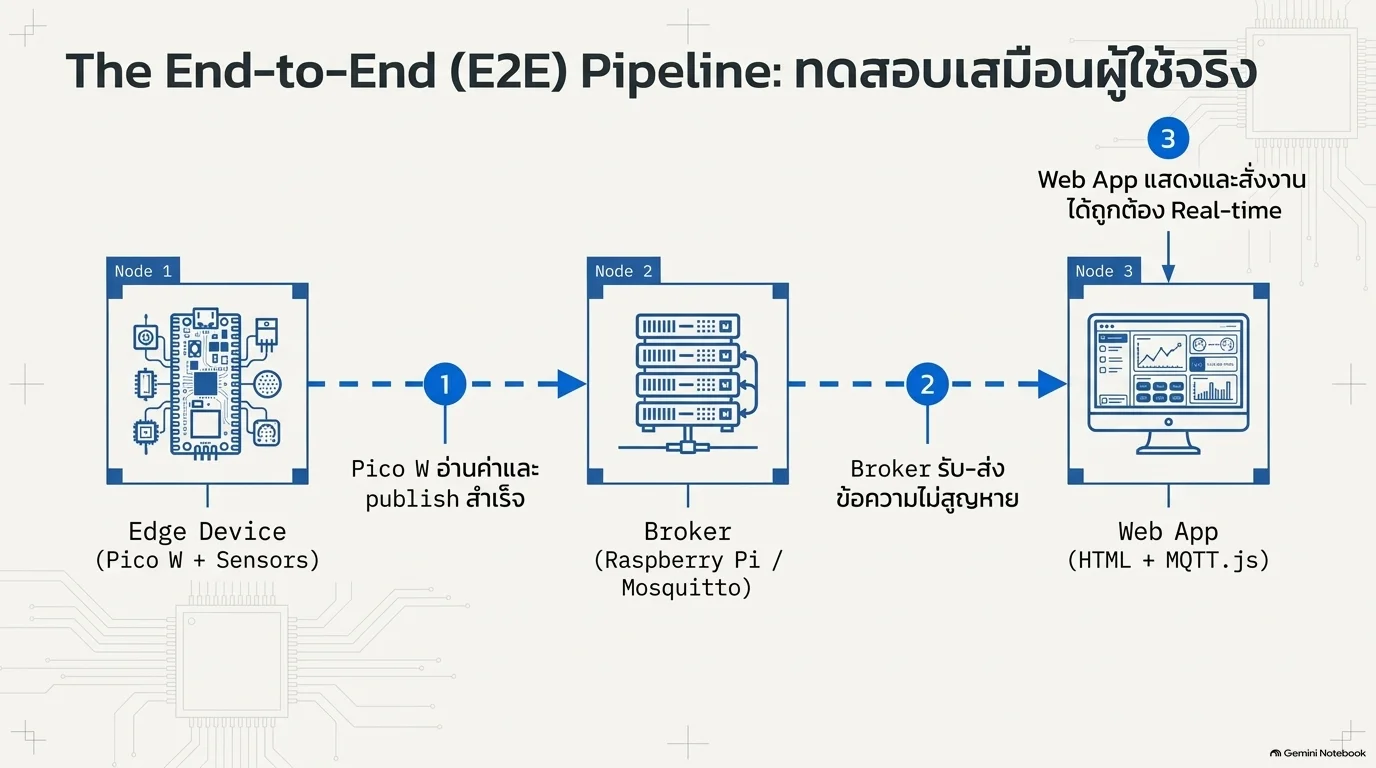 The End-to-End (E2E) Pipeline: ทดสอบเสมือนผู้ใช้จริง
3
Web App แสดงและสั่งงาน
ได้ถูกต้อง Real-time
Node 1
Node 2
Node 3
1
2
Pico W อ่านค่าและ
publish สำเร็จ
Broker รับ-ส่ง
ข้อความไม่สูญหาย
Edge Device
(Pico W + Sensors)
Broker
(Raspberry Pi /
Mosquitto)
Web App
(HTML + MQTT.js)
Gemini Notebook